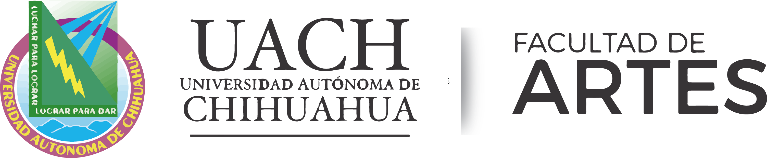 LUCHAR PARA LOGRAR
LOGRAR PARA DAR
UNIVERSIDAD AUTONOMA DE CHIHUAHUA
UACH
UNIVERSIDAD AUTÓNOMA DE
CHIHUAHUA
FACULTAD DE
ARTES